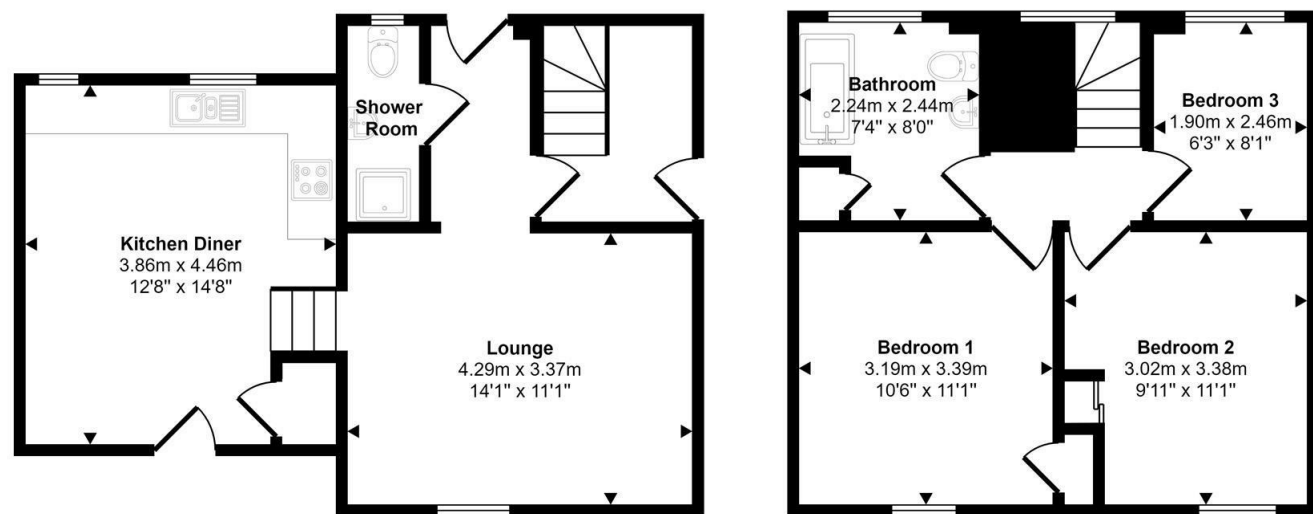 Shower
Room
Kitchen Diner
3.86m x 4.46m
12'8" x 14'8"
Lounge
4.29m x 3.37m
14'1" x 11'1"
Bathroom
2.24m x 2.44m
7'4" x 8'0"
Bedroom 3
1.90m x 2.46m
6'3" x 8'1"
Bedroom 1
3.19m x 3.39m
10'6" x 11'1"
Bedroom 2
3.02m x 3.38m
9'11" x 11'1"